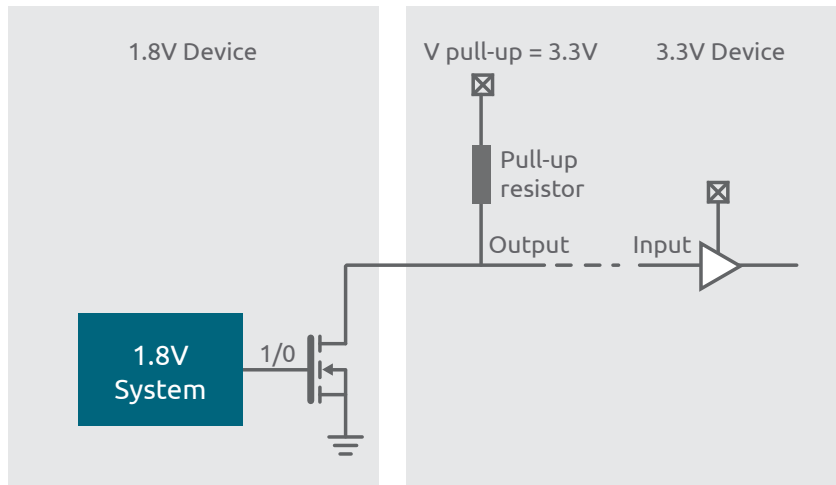 1.8V Device
V pull-up = 3.3V
3.3V Device
Pull-up
resistor
Output
Input
1/0
1.8V
System